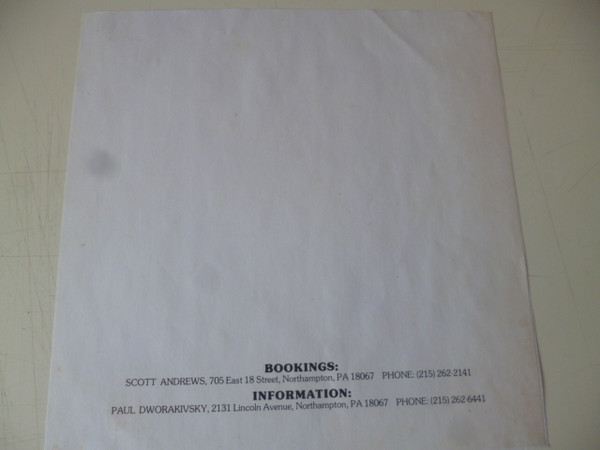 BOOKINGS:
SCOTT ANDREWS, 705 East 18 Street, Northampton, PA 18067 PHONE: (215) 262-2141
INFORMATION:
PAUL DWORAKIVSKY, 2131 Lincoln Avenue, Northampton, PA 18067 PHONE: (215) 262-6441